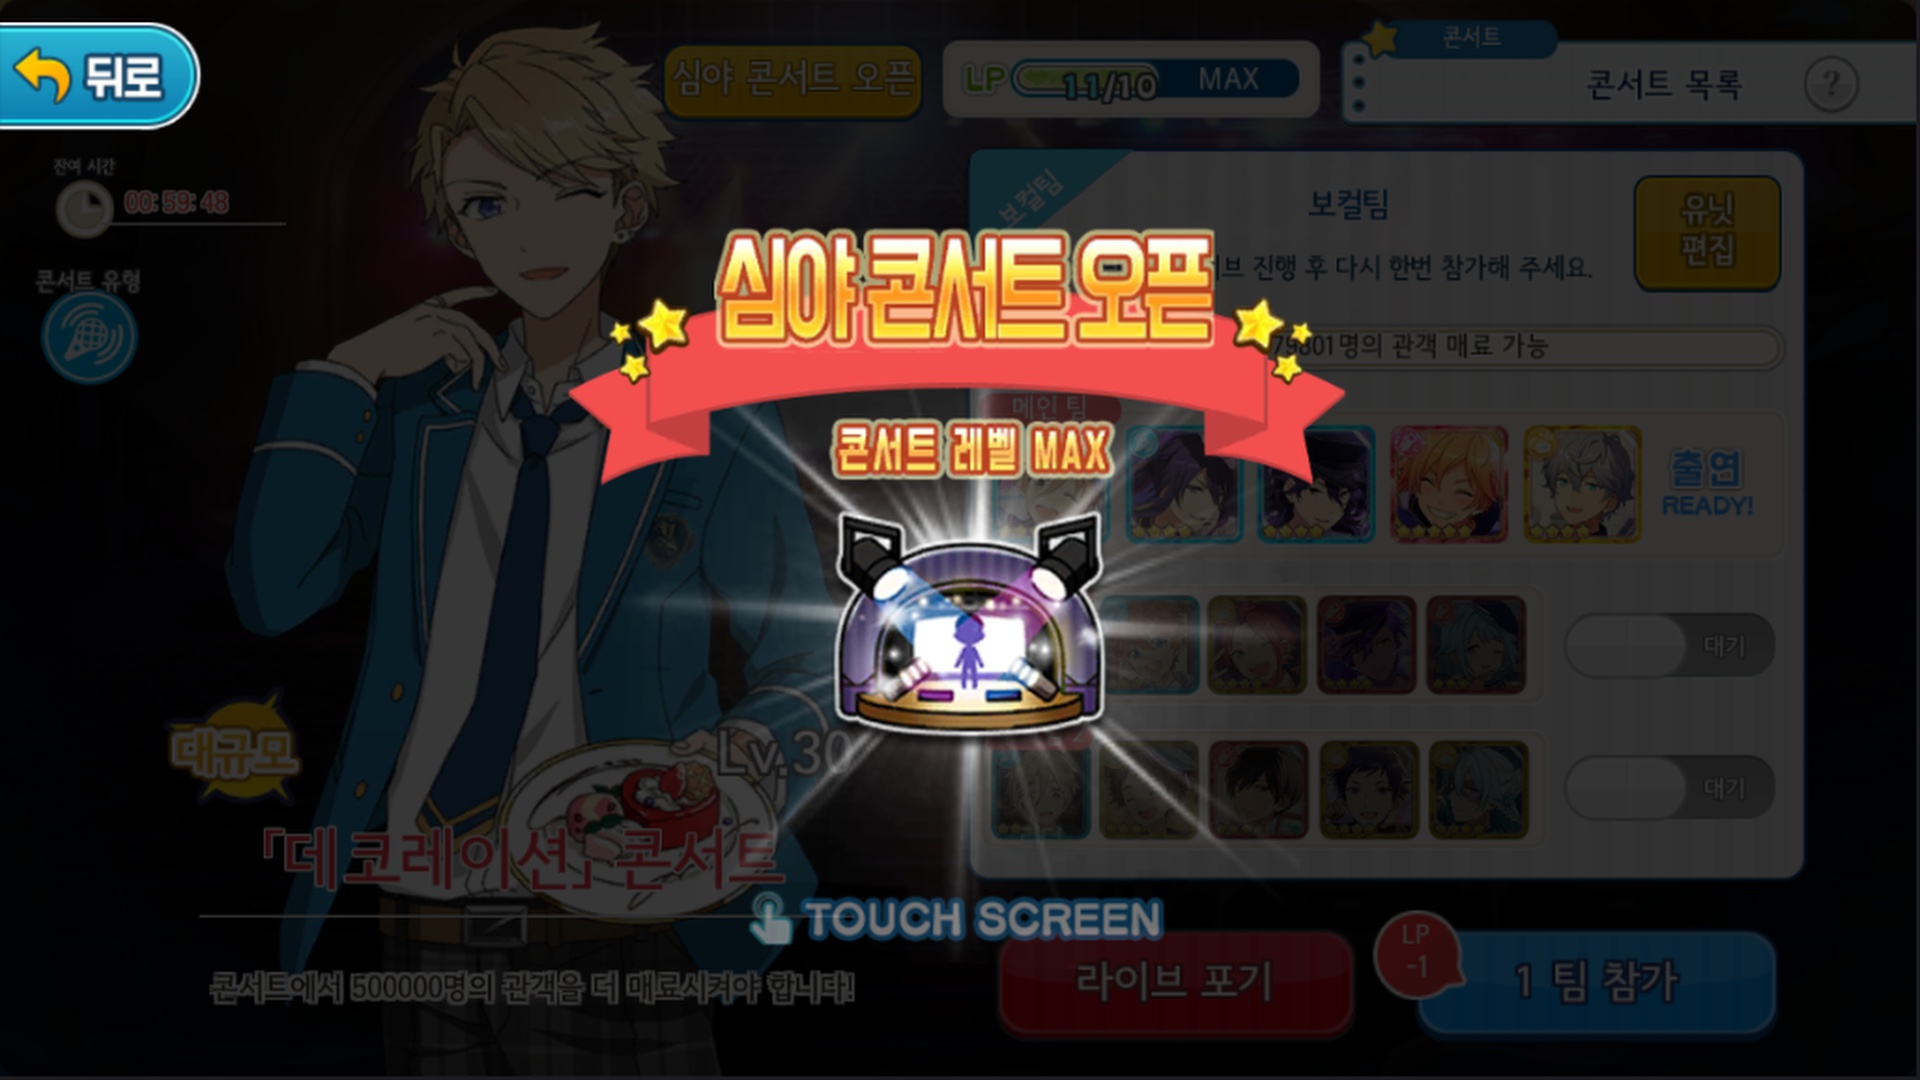 뒤로
심야 콘서트 오픈
LP 11/10 MAX
콘서트
콘서트 목록
?
잔여 시간
00:59:48
콘서트 유형
보컬팀
보컬팀
유닛
편집
브 진행 후 다시 한번 참가해 주세요.
심야 콘서트 오픈
79801명의 관객 매료 가능
메인 팀
콘서트 레벨 MAX
출연
READY!
대기
대규모
Lv.30
대기
「데코레이션」 콘서트
TOUCH SCREEN
콘서트에서 500000명의 관객을 더 매료시켜야 합니다!
라이브 포기
LP
-1
1 팀 참가